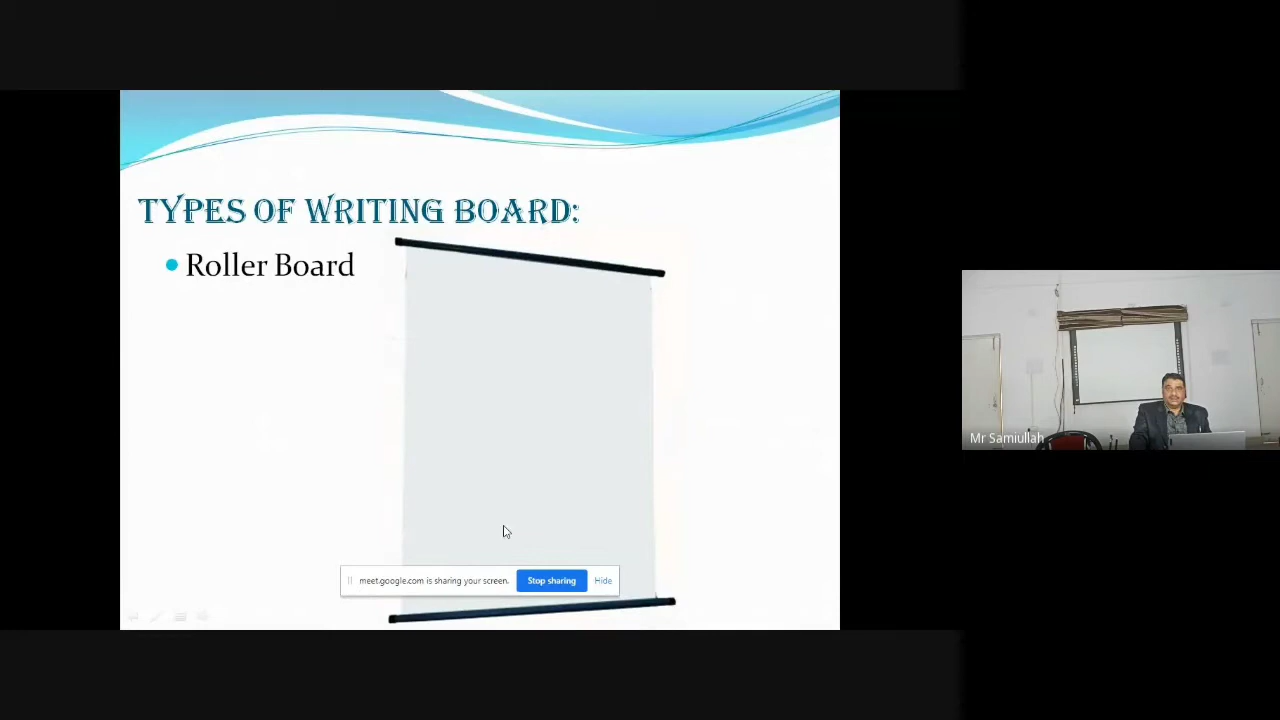 TYPES OF WRITING BOARD:
Roller Board
meet.google.com is sharing your screen. Stop sharing Hide
Mr Samiullah